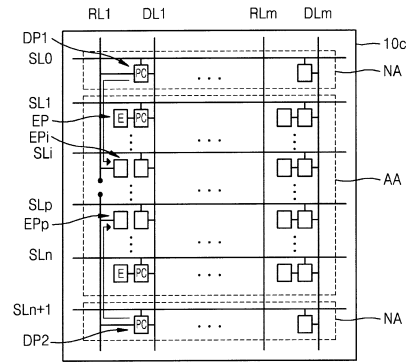 RL1 DL1 RLm DLm
DP1 10c
SL0 PC NA
SL1
EP E PC
EPi
SLi
AA
SLp
EPp
SLn
E PC
SLn+1
PC NA
DP2